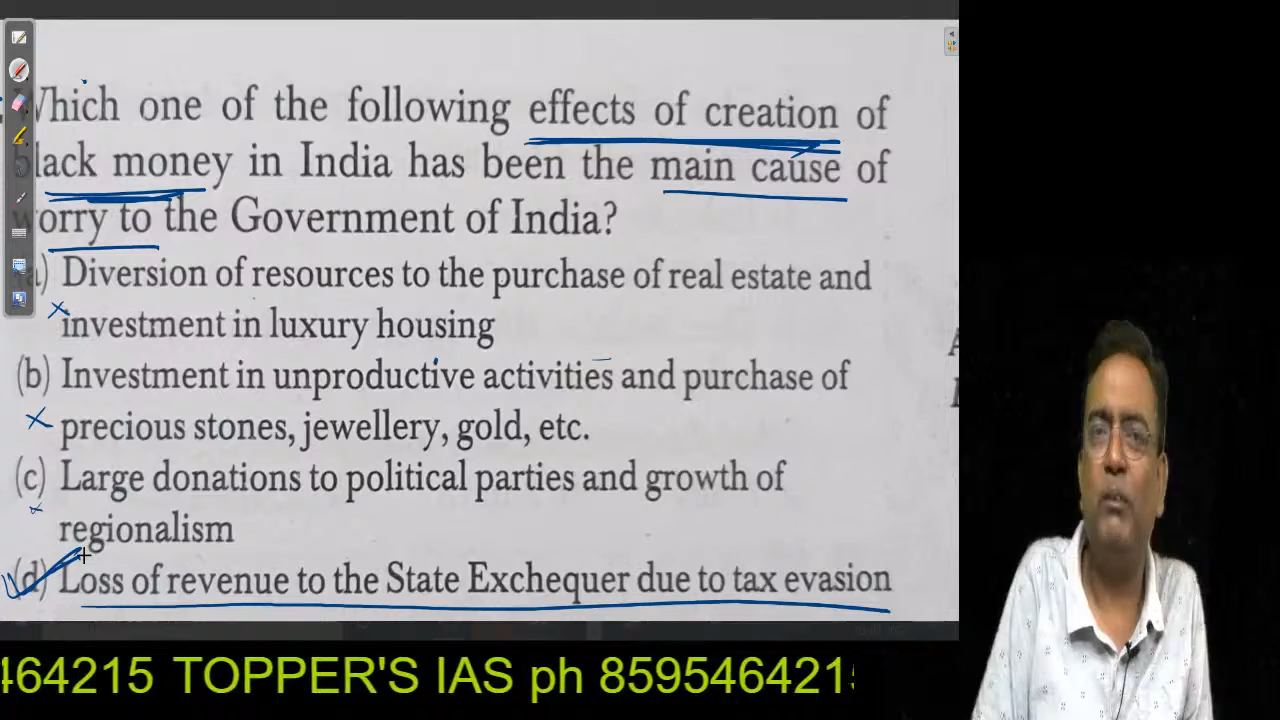 Which one of the following effects of creation of
black money in India has been the main cause of
worry to the Government of India?
(a) Diversion of resources to the purchase of real estate and
investment in luxury housing
(b) Investment in unproductive activities and purchase of
precious stones, jewellery, gold, etc.
(c) Large donations to political parties and growth of
regionalism
(d) Loss of revenue to the State Exchequer due to tax evasion
464215 TOPPER'S IAS ph 8595464215